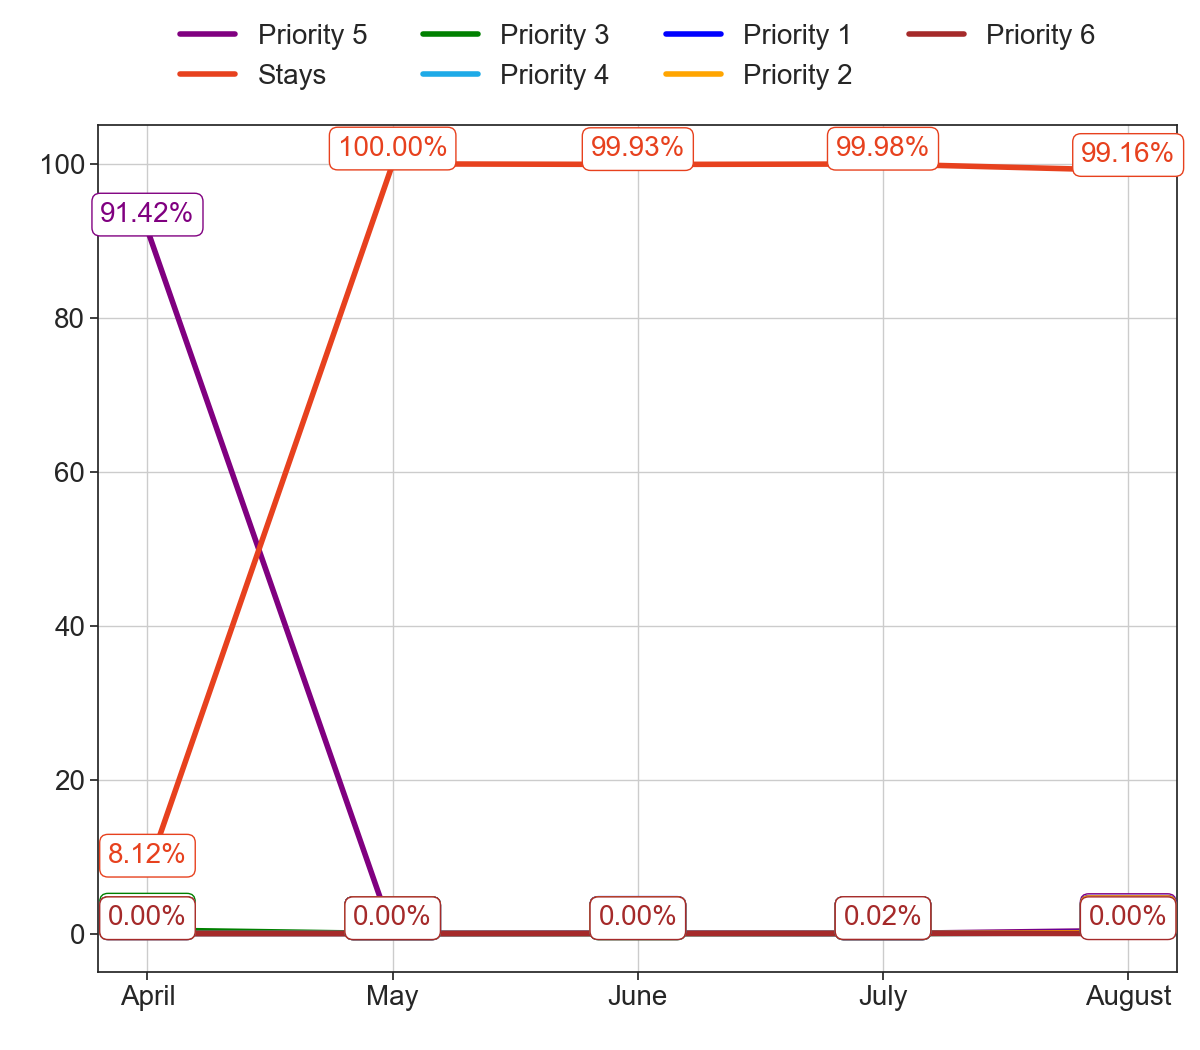 Priority 5 Priority 3 Priority 1 Priority 6
Stays Priority 4 Priority 2
100.00% 99.93% 99.98% 99.16%
100
91.42%
80
60
40
20
8.12%
0.00% 0.00% 0.00% 0.02% 0.00%
0
April May June July August